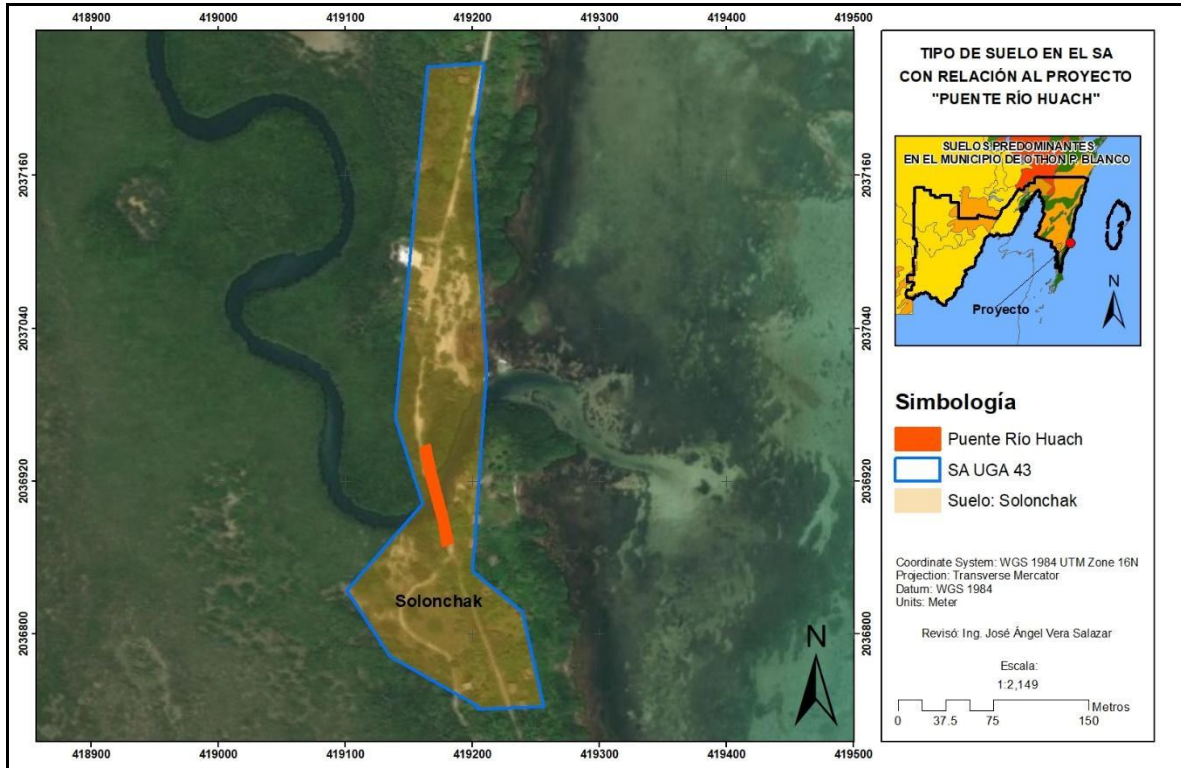 418900 419000 419100 419200 419300 419400 419500
2037160
2037040
2036920
2036800
2037160
2037040
2036920
2036800
Solonchak
N
418900 419000 419100 419200 419300 419400 419500
TIPO DE SUELO EN EL SA
CON RELACIÓN AL PROYECTO
"PUENTE RÍO HUACH"
SUELOS PREDOMINANTES
EN EL MUNICIPIO DE OTHÓN P. BLANCO
N
Proyecto
Simbología
Puente Río Huach
SA UGA 43
Suelo: Solonchak
Coordinate System: WGS 1984 UTM Zone 16N
Projection: Transverse Mercator
Datum: WGS 1984
Units: Meter
Revisó: Ing. José Ángel Vera Salazar
Escala:
1:2,149
Metros
0 37.5 75 150